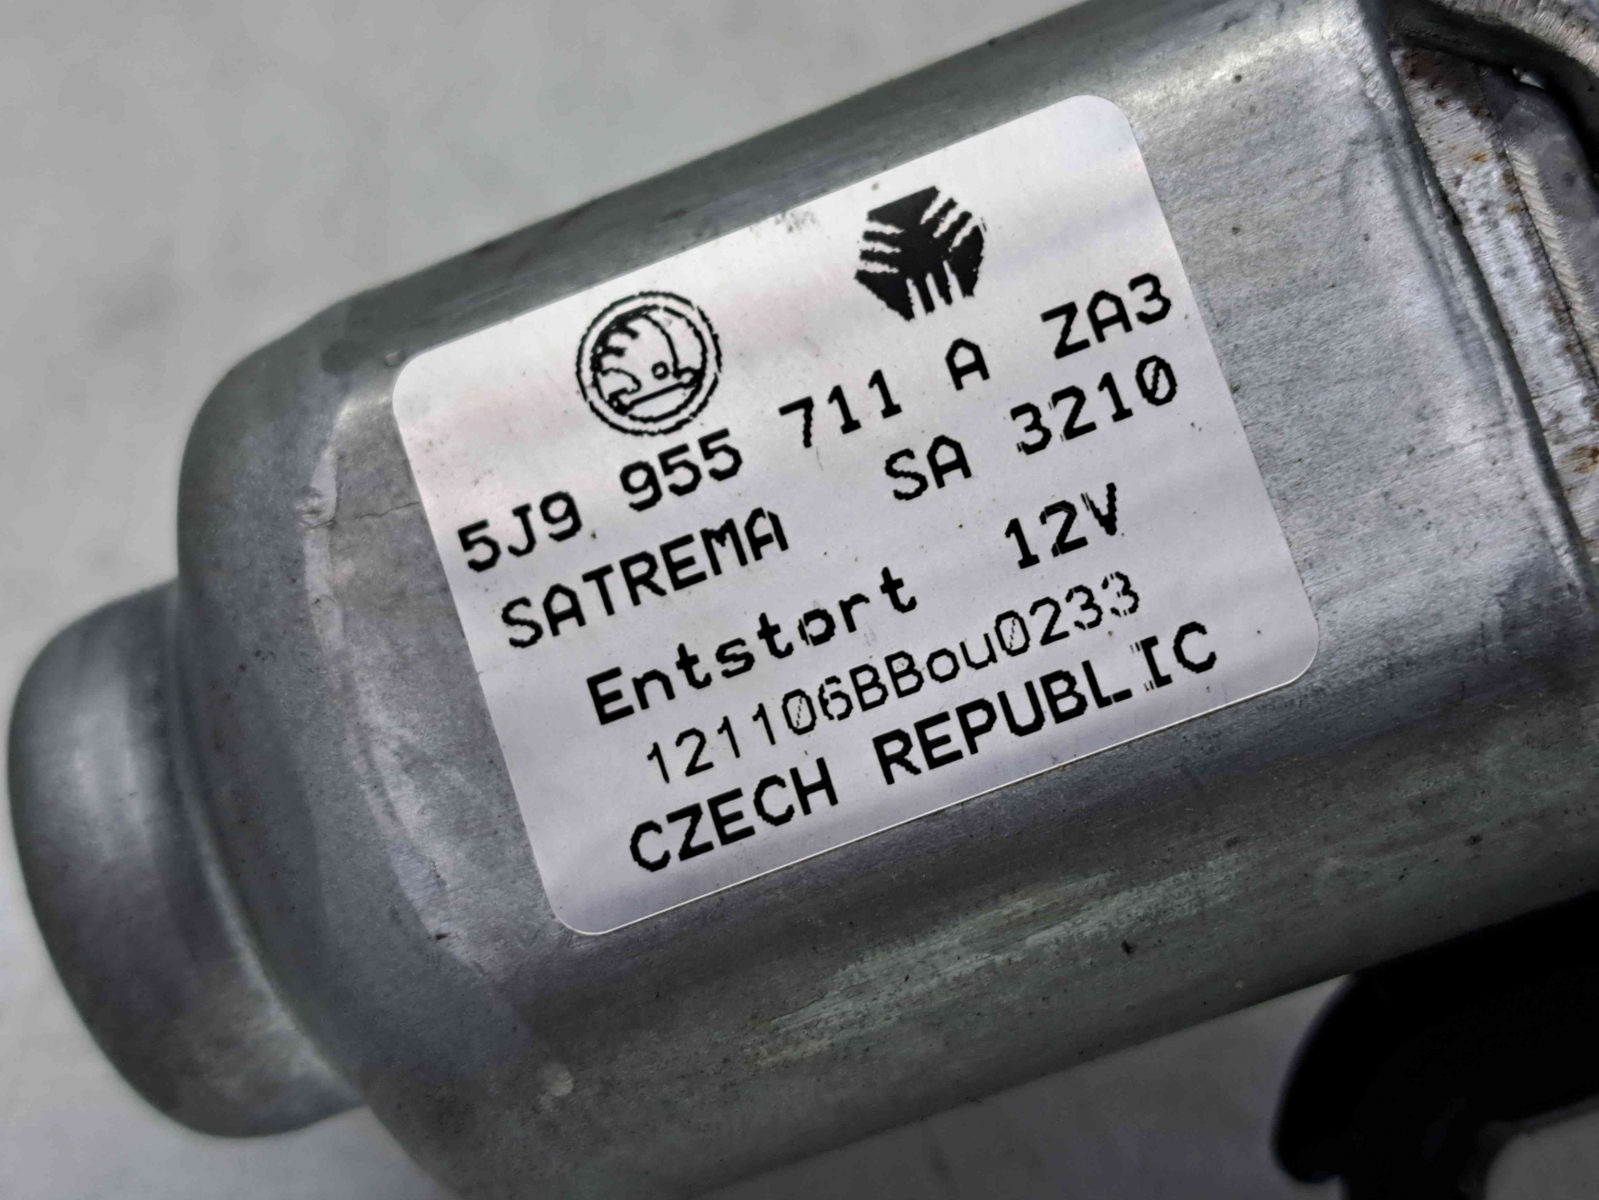 5J9 955 711 A ZA3
SATREMA SA 3210
Entstort 12V
121106BBou0233
CZECH REPUBLIC